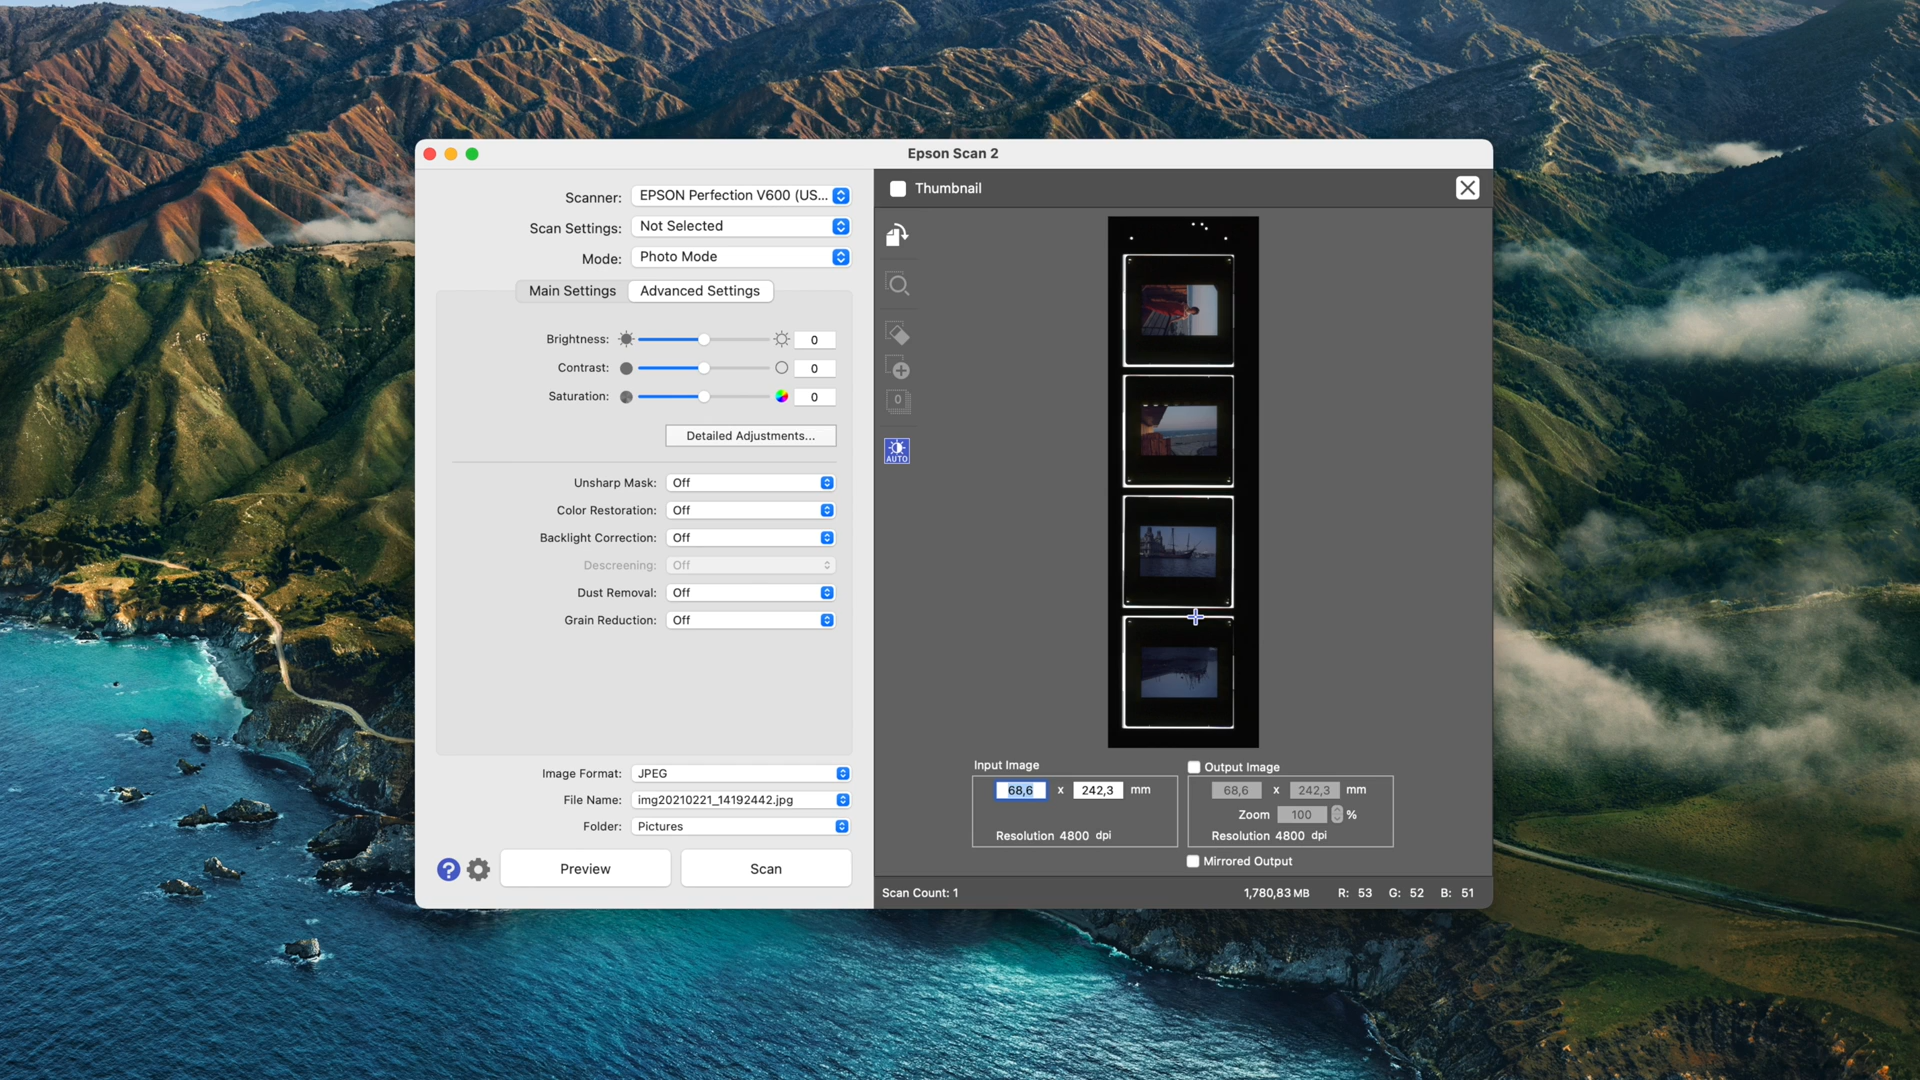 Epson Scan 2
Scanner: EPSON Perfection V600 (US...
Scan Settings: Not Selected
Mode: Photo Mode
Main Settings Advanced Settings
Brightness: 0
Contrast: 0
Saturation: 0
Detailed Adjustments...
Unsharp Mask: Off
Color Restoration: Off
Backlight Correction: Off
Descreening: Off
Dust Removal: Off
Grain Reduction: Off
Image Format: JPEG
File Name: img20210221_14192442.jpg
Folder: Pictures
? Preview Scan
Thumbnail
0
AUTO
Input Image
68,6 x 242,3 mm
Resolution 4800 dpi
Output Image
68,6 x 242,3 mm
Zoom 100 %
Resolution 4800 dpi
Mirrored Output
Scan Count: 1 1,780,83 MB R: 53 G: 52 B: 51